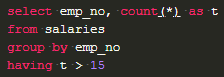 select emp_no, count(*) as t
from salaries
group by emp_no
having t > 15